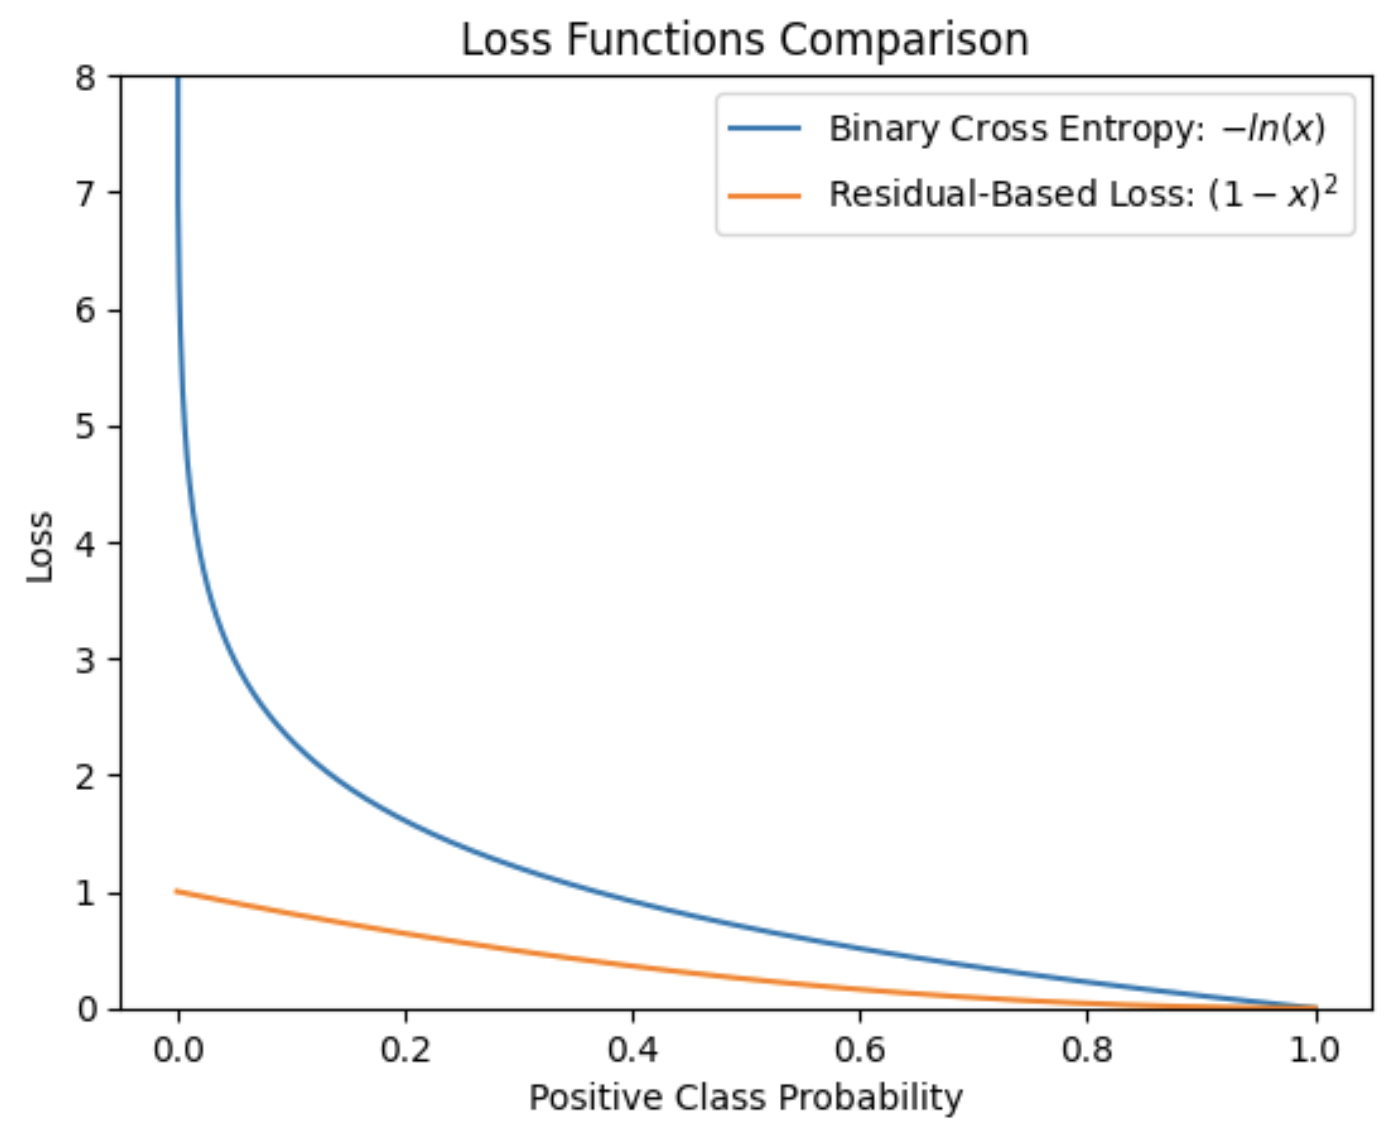 Loss Functions Comparison
Binary Cross Entropy: −ln(x)
Residual-Based Loss: (1 − x)²
8
7
6
5
4
3
2
1
0
Loss
0.0 0.2 0.4 0.6 0.8 1.0
Positive Class Probability